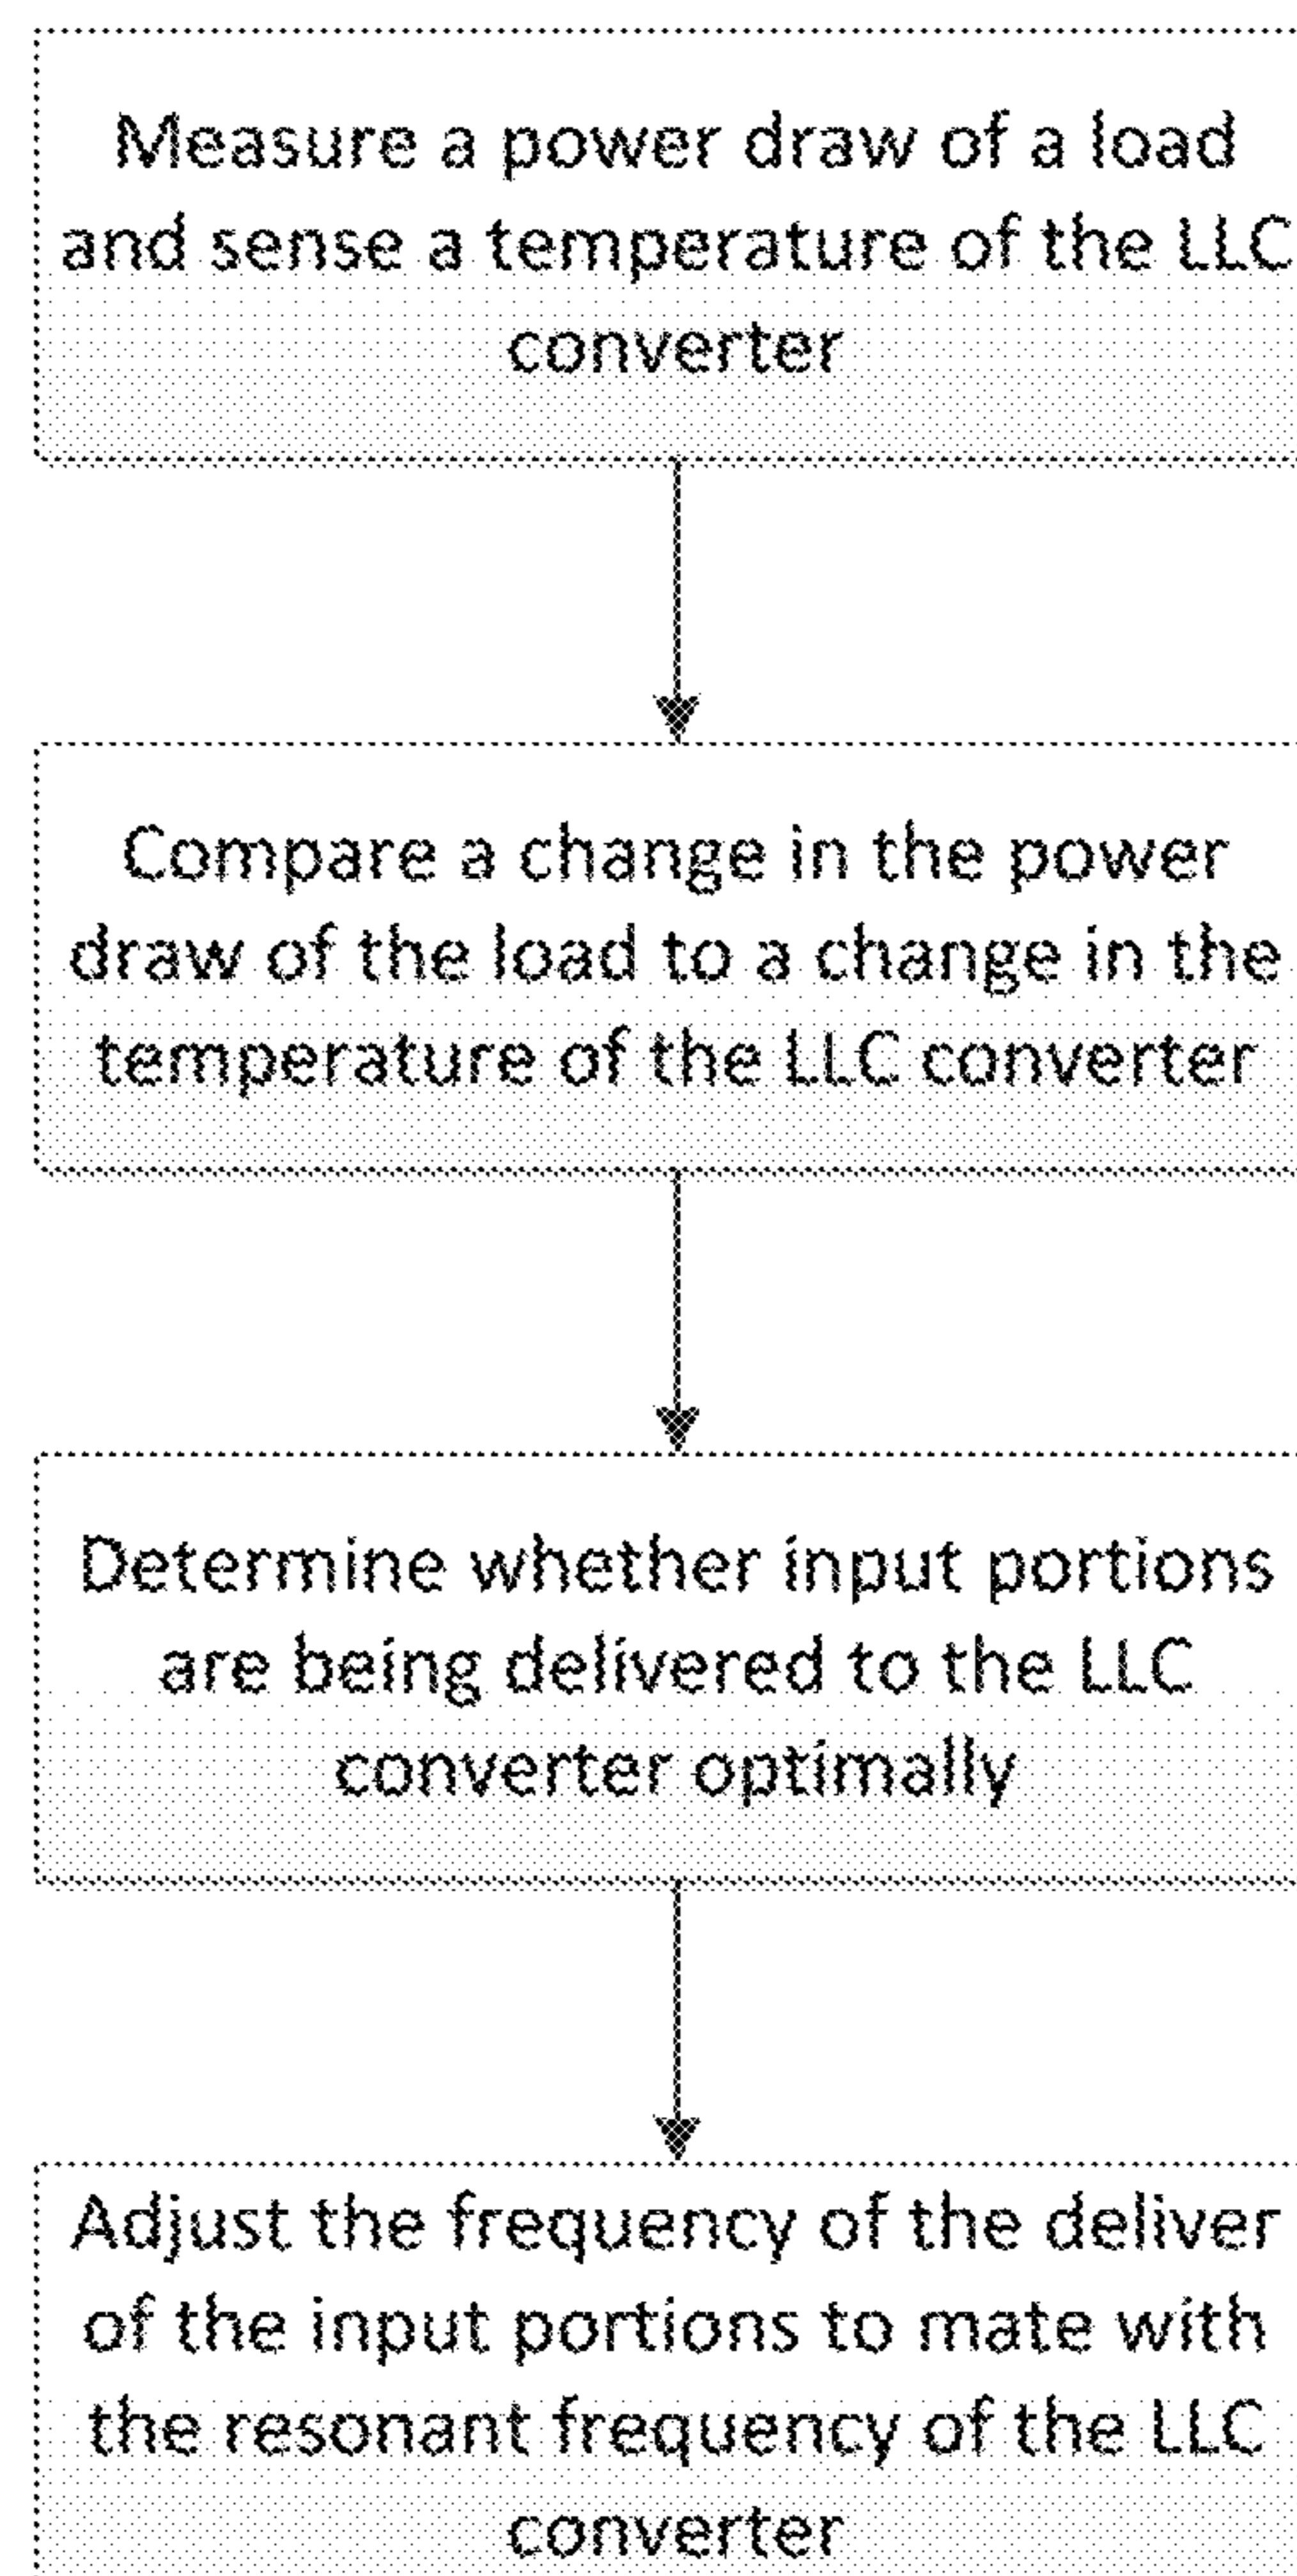 Measure a power draw of a load
and sense a temperature of the LLC
converter
Compare a change in the power
draw of the load to a change in the
temperature of the LLC converter
Determine whether input portions
are being delivered to the LLC
converter optimally
Adjust the frequency of the deliver
of the input portions to mate with
the resonant frequency of the LLC
converter